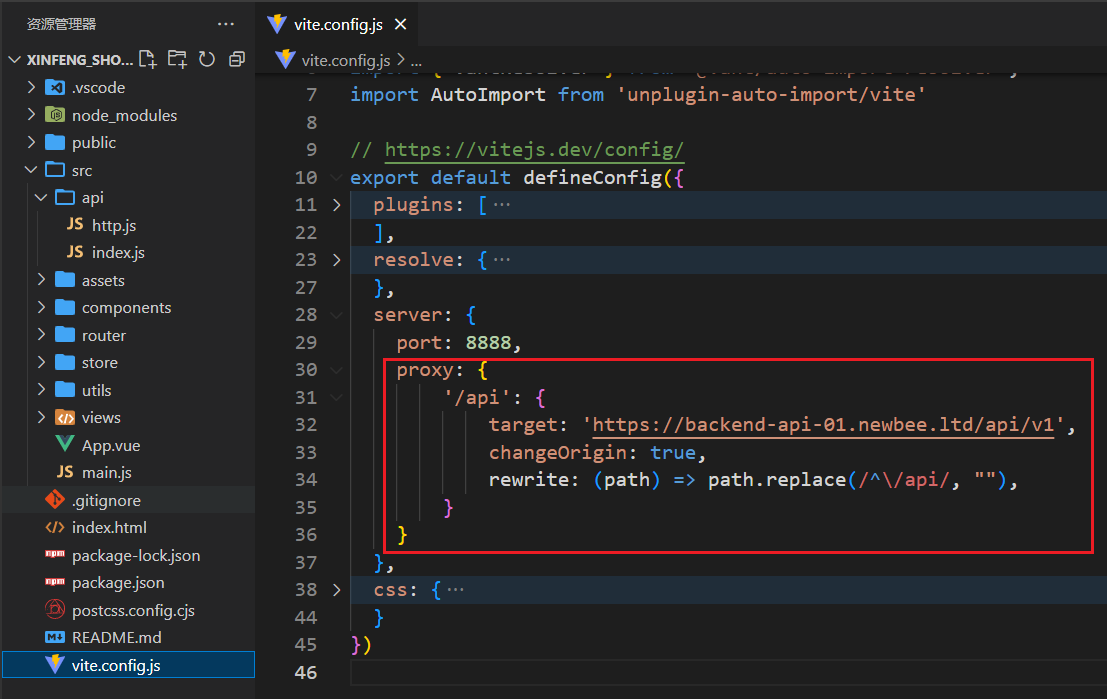 资源管理器
XINFENG_SHO...
.vscode
node_modules
public
src
api
JS http.js
JS index.js
assets
components
router
store
utils
views
App.vue
JS main.js
.gitignore
index.html
package-lock.json
package.json
postcss.config.cjs
README.md
vite.config.js
vite.config.js
vite.config.js > ...
7 import AutoImport from 'unplugin-auto-import/vite'
8
9 // https://vitejs.dev/config/
10 export default defineConfig({
11 plugins: [ ...
22 ],
23 resolve: { ...
27 },
28 server: {
29 port: 8888,
30 proxy: {
31 '/api': {
32 target: 'https://backend-api-01.newbee.ltd/api/v1',
33 changeOrigin: true,
34 rewrite: (path) => path.replace(/^\/api/, ""),
35 }
36 }
37 },
38 css: { ...
44 }
45 })
46